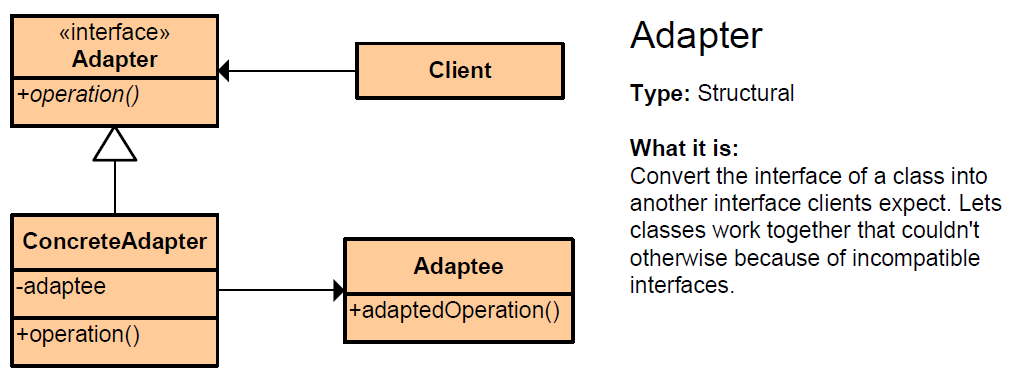 «interface»
Adapter
+operation()
Client
ConcreteAdapter
-adaptee
+operation()
Adaptee
+adaptedOperation()
Adapter
Type: Structural
What it is:
Convert the interface of a class into
another interface clients expect. Lets
classes work together that couldn't
otherwise because of incompatible
interfaces.